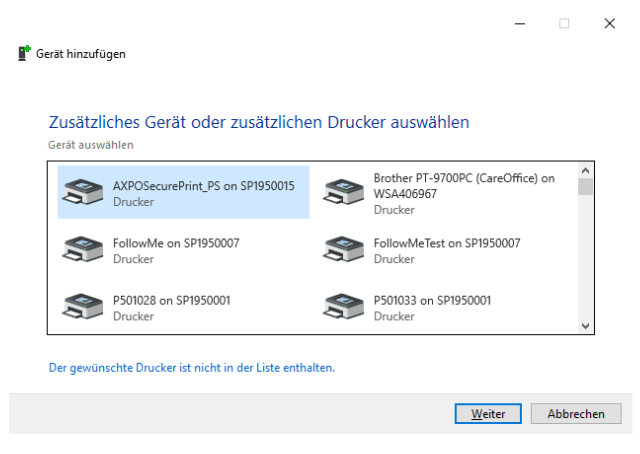 Gerät hinzufügen
Zusätzliches Gerät oder zusätzlichen Drucker auswählen
Gerät auswählen
AXPOSecurePrint_PS on SP1950015
Drucker
Brother PT-9700PC (CareOffice) on
WSA406967
Drucker
FollowMe on SP1950007
Drucker
FollowMeTest on SP1950007
Drucker
P501028 on SP1950001
Drucker
P501033 on SP1950001
Drucker
Der gewünschte Drucker ist nicht in der Liste enthalten.
Weiter
Abbrechen